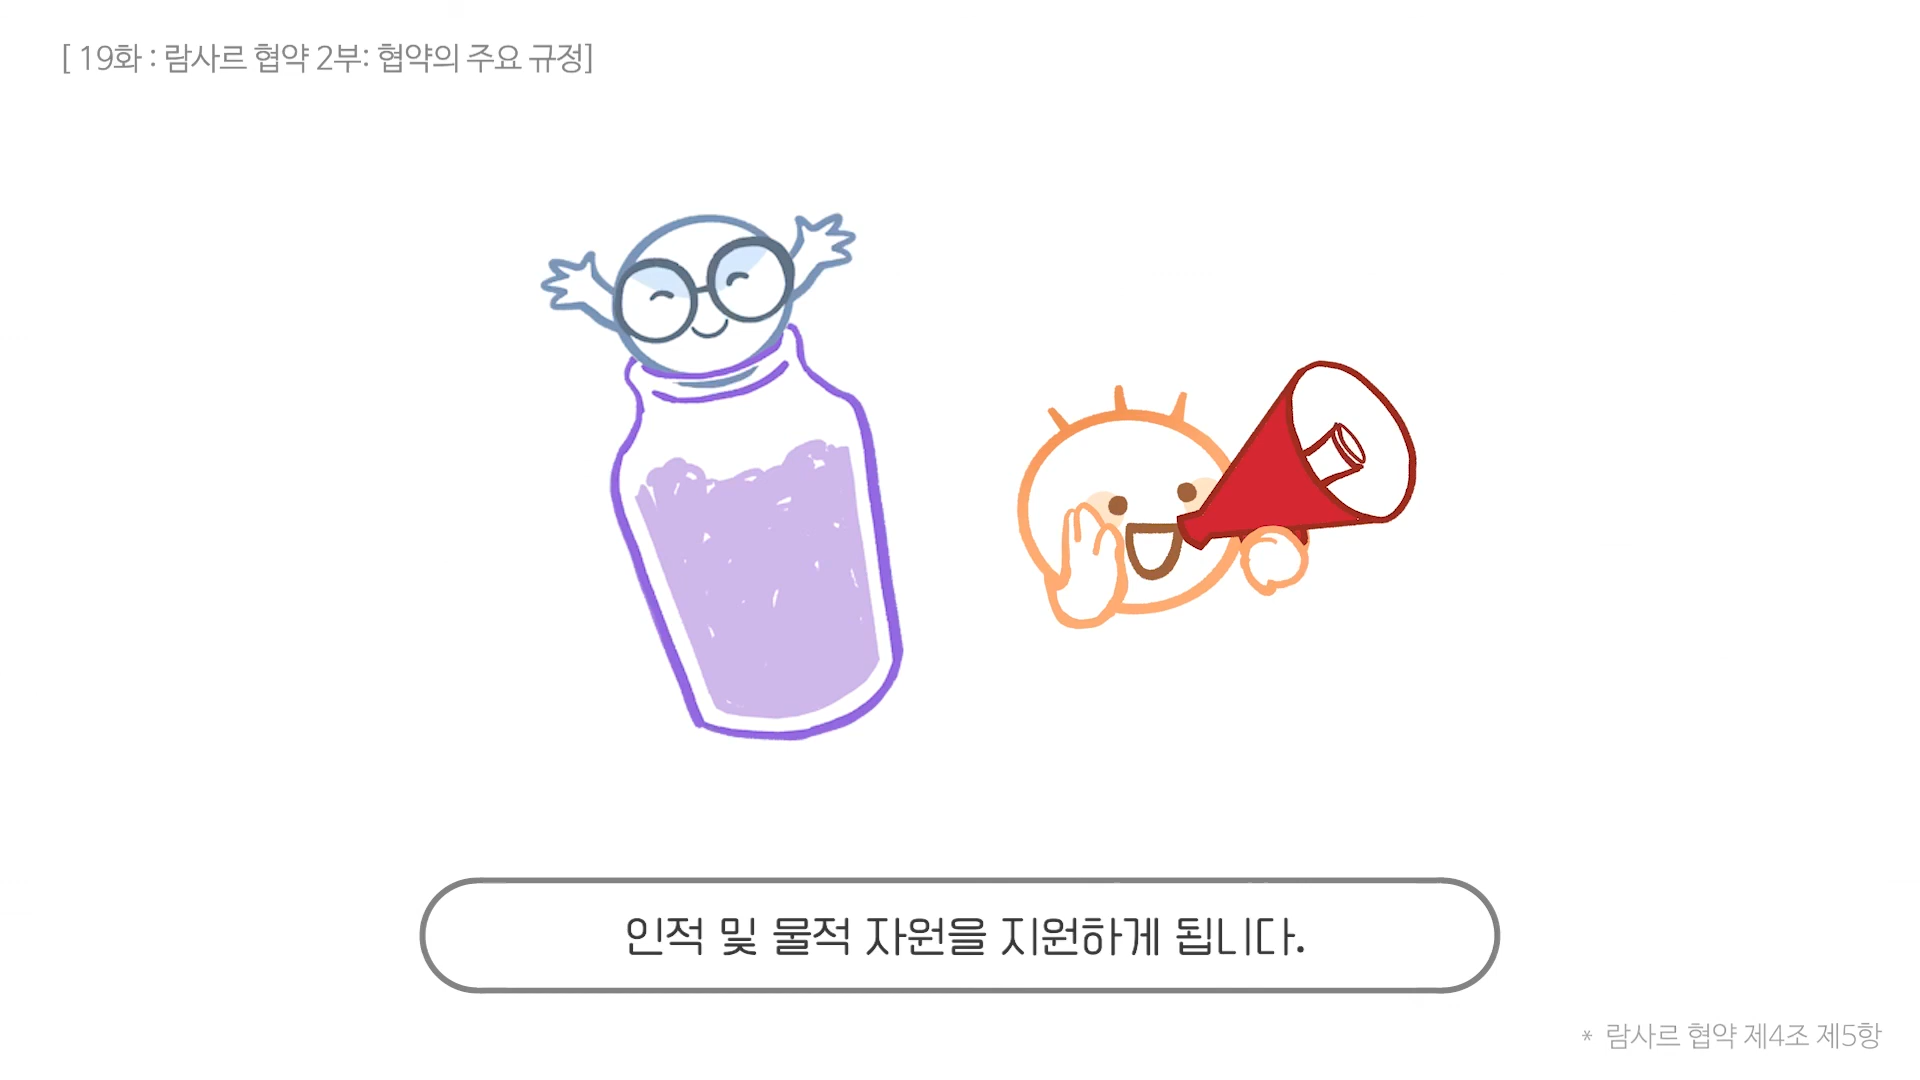 [ 19화 : 람사르 협약 2부: 협약의 주요 규정]
인적 및 물적 자원을 지원하게 됩니다.
* 람사르 협약 제4조 제5항